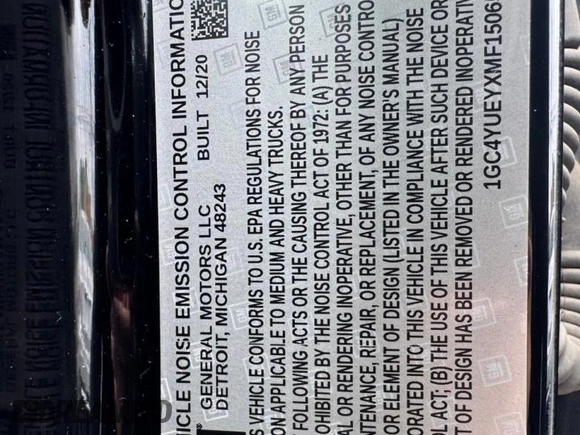 HICLE NOISE EMISSION CONTROL INFORMATIO
GENERAL MOTORS LLC
DETROIT, MICHIGAN 48243
BUILT 12/20
S VEHICLE CONFORMS TO U.S. EPA REGULATIONS FOR NOISE
ON APPLICABLE TO MEDIUM AND HEAVY TRUCKS.
FOLLOWING ACTS OR THE CAUSING THEREOF BY ANY PERSON
OHIBITED BY THE NOISE CONTROL ACT OF 1972: (A) THE
AL OR RENDERING INOPERATIVE, OTHER THAN FOR PURPOSES
NTENANCE, REPAIR, OR REPLACEMENT, OF ANY NOISE CONTRO
OR ELEMENT OF DESIGN (LISTED IN THE OWNER'S MANUAL)
ORATED INTO THIS VEHICLE IN COMPLIANCE WITH THE NOISE
L ACT; (B) THE USE OF THIS VEHICLE AFTER SUCH DEVICE OR
T OF DESIGN HAS BEEN REMOVED OR RENDERED INOPERATIV
1GC4YUEYXMF1506